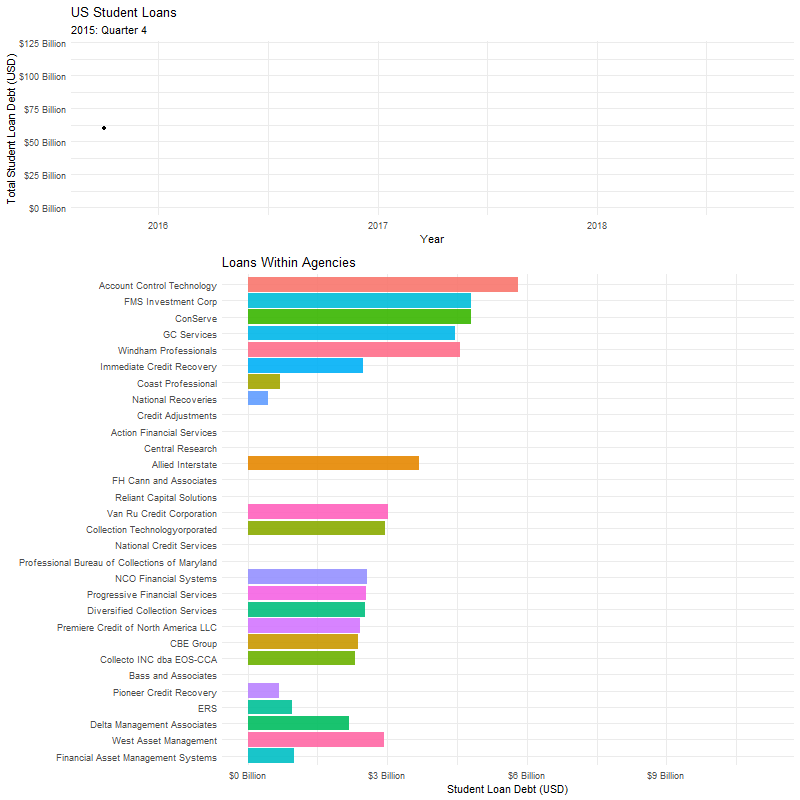 US Student Loans
2015: Quarter 4
Total Student Loan Debt (USD)
$125 Billion
$100 Billion
$75 Billion
$50 Billion
$25 Billion
$0 Billion
2016 2017 2018
Year
Loans Within Agencies
Account Control Technology
FMS Investment Corp
ConServe
GC Services
Windham Professionals
Immediate Credit Recovery
Coast Professional
National Recoveries
Credit Adjustments
Action Financial Services
Central Research
Allied Interstate
FH Cann and Associates
Reliant Capital Solutions
Van Ru Credit Corporation
Collection Technologyorporated
National Credit Services
Professional Bureau of Collections of Maryland
NCO Financial Systems
Progressive Financial Services
Diversified Collection Services
Premiere Credit of North America LLC
CBE Group
Collecto INC dba EOS-CCA
Bass and Associates
Pioneer Credit Recovery
ERS
Delta Management Associates
West Asset Management
Financial Asset Management Systems
$0 Billion $3 Billion $6 Billion $9 Billion
Student Loan Debt (USD)